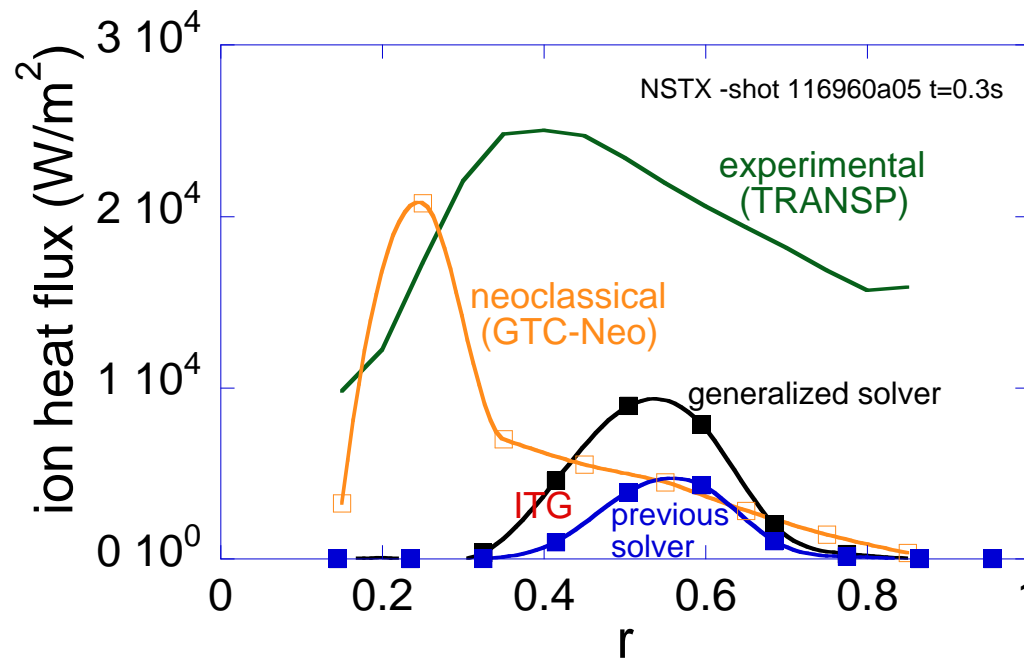 ion heat flux (W/m²)
3 10⁴
2 10⁴
1 10⁴
0 10⁰
NSTX -shot 116960a05 t=0.3s
experimental
(TRANSP)
neoclassical
(GTC-Neo)
generalized solver
ITG
previous
solver
0 0.2 0.4 0.6 0.8
r